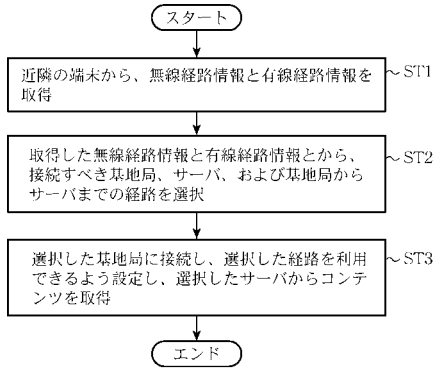 スタート
近隣の端末から、無線経路情報と有線経路情報を
取得
ST1
取得した無線経路情報と有線経路情報とから、
接続すべき基地局、サーバ、および基地局から
サーバまでの経路を選択
ST2
選択した基地局に接続し、選択した経路を利用
できるよう設定し、選択したサーバからコンテ
ンツを取得
ST3
エンド